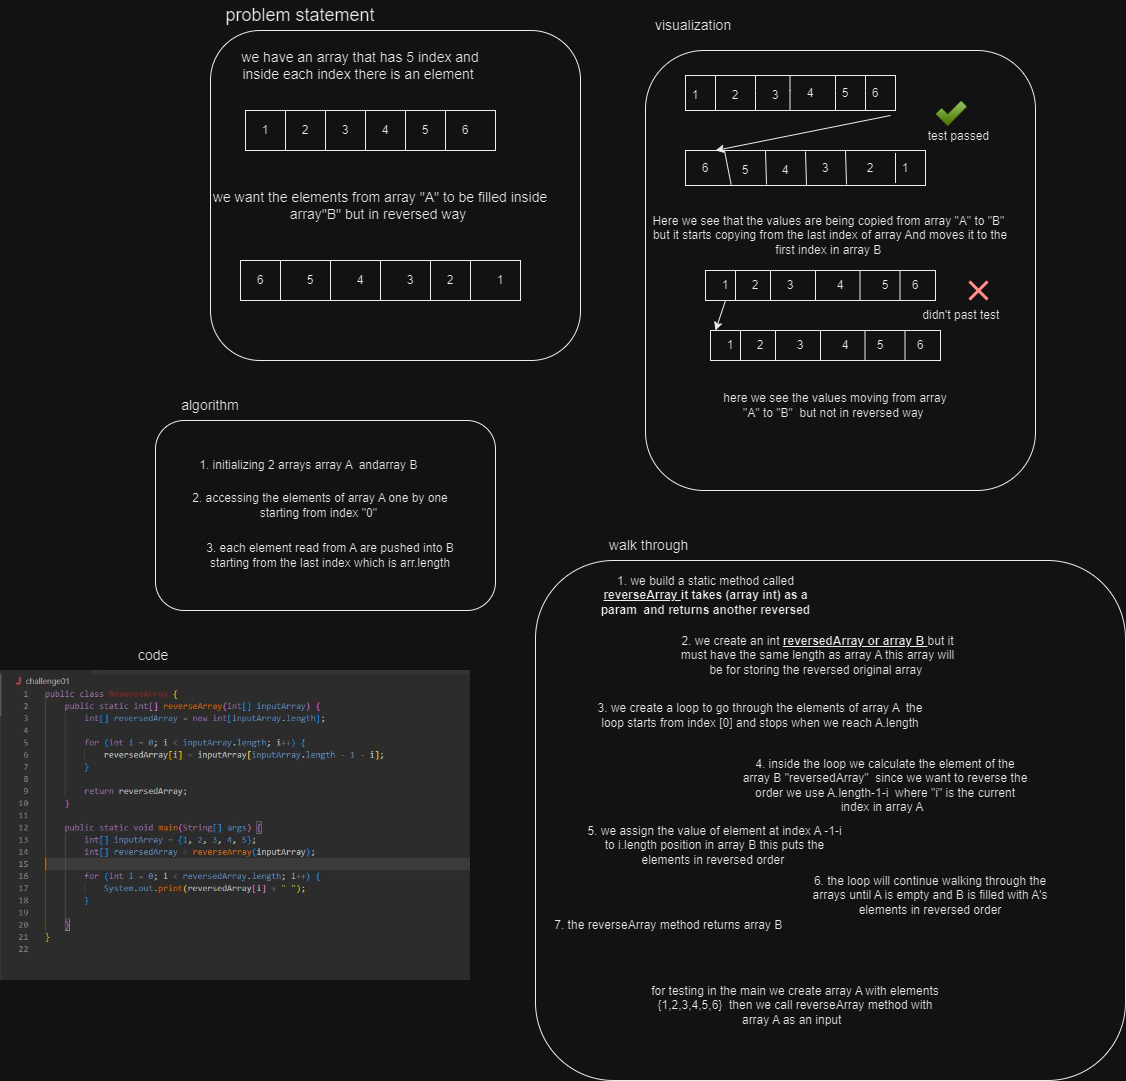 problem statement
we have an array that has 5 index and
inside each index there is an element
1 2 3 4 5 6
we want the elements from array "A" to be filled inside
array"B" but in reversed way
6 5 4 3 2 1
visualization
1 2 3 4 5 6
test passed
6 5 4 3 2 1
Here we see that the values are being copied from array "A" to "B"
but it starts copying from the last index of array And moves it to the
first index in array B
1 2 3 4 5 6
didn't past test
1 2 3 4 5 6
here we see the values moving from array
"A" to "B" but not in reversed way
algorithm
1. initializing 2 arrays array A andarray B
2. accessing the elements of array A one by one
starting from index "0"
3. each element read from A are pushed into B
starting from the last index which is arr.length
code
J challenge01
1 public class ReverseArray {
2 public static int[] reverseArray(int[] inputArray) {
3 int[] reversedArray = new int[inputArray.length];
4
5 for (int i = 0; i < inputArray.length; i++) {
6 reversedArray[i] = inputArray[inputArray.length - 1 - i];
7 }
8
9 return reversedArray;
10 }
11
12 public static void main(String[] args) {
13 int[] inputArray = {1, 2, 3, 4, 5};
14 int[] reversedArray = reverseArray(inputArray);
15
16 for (int i = 0; i < reversedArray.length; i++) {
17 System.out.print(reversedArray[i] + " ");
18 }
19
20 }
21 }
22
walk through
1. we build a static method called
reverseArray it takes (array int) as a
param and returns another reversed
2. we create an int reversedArray or array B but it
must have the same length as array A this array will
be for storing the reversed original array
3. we create a loop to go through the elements of array A the
loop starts from index [0] and stops when we reach A.length
4. inside the loop we calculate the element of the
array B "reversedArray" since we want to reverse the
order we use A.length-1-i where "i" is the current
index in array A
5. we assign the value of element at index A -1-i
to i.length position in array B this puts the
elements in reversed order
6. the loop will continue walking through the
arrays until A is empty and B is filled with A's
elements in reversed order
7. the reverseArray method returns array B
for testing in the main we create array A with elements
{1,2,3,4,5,6} then we call reverseArray method with
array A as an input